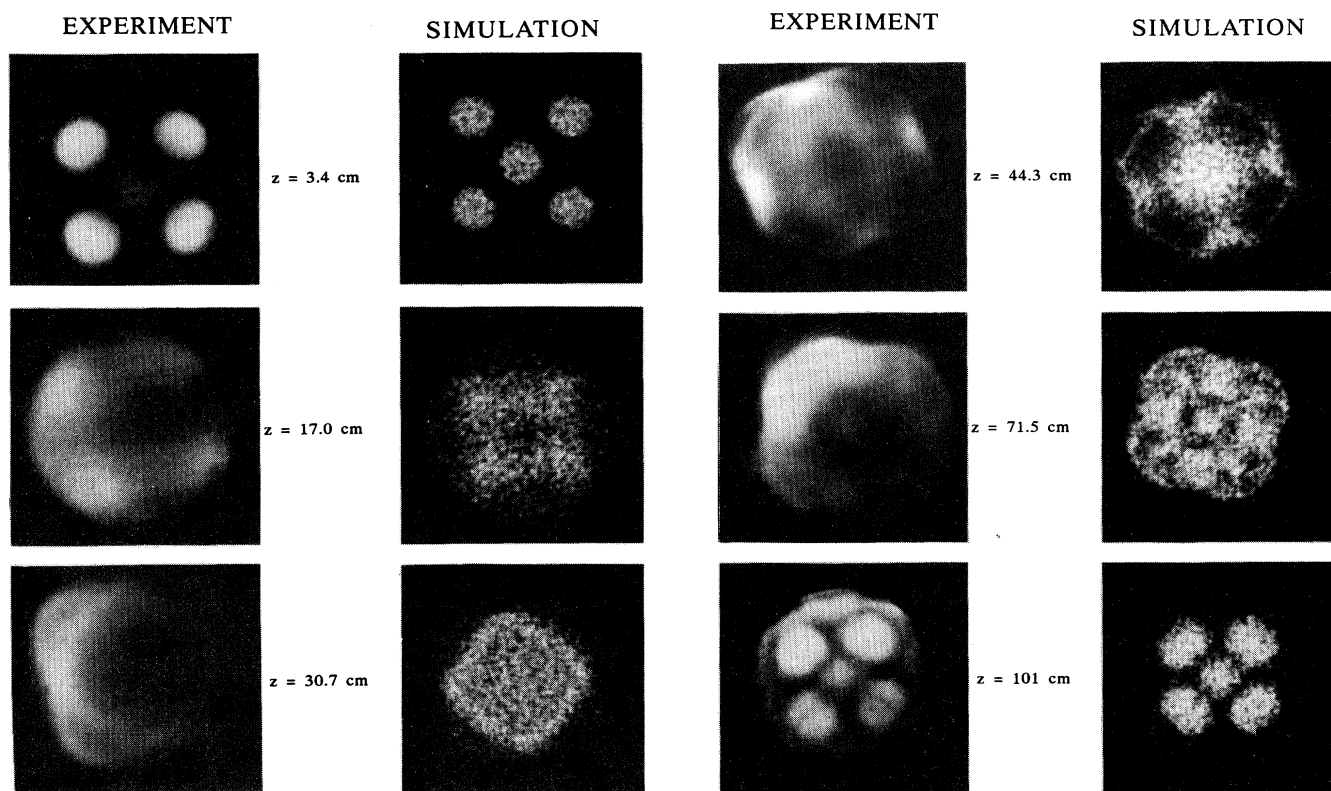 EXPERIMENT
SIMULATION
EXPERIMENT
SIMULATION
z = 3.4 cm
z = 44.3 cm
z = 17.0 cm
z = 71.5 cm
z = 30.7 cm
z = 101 cm